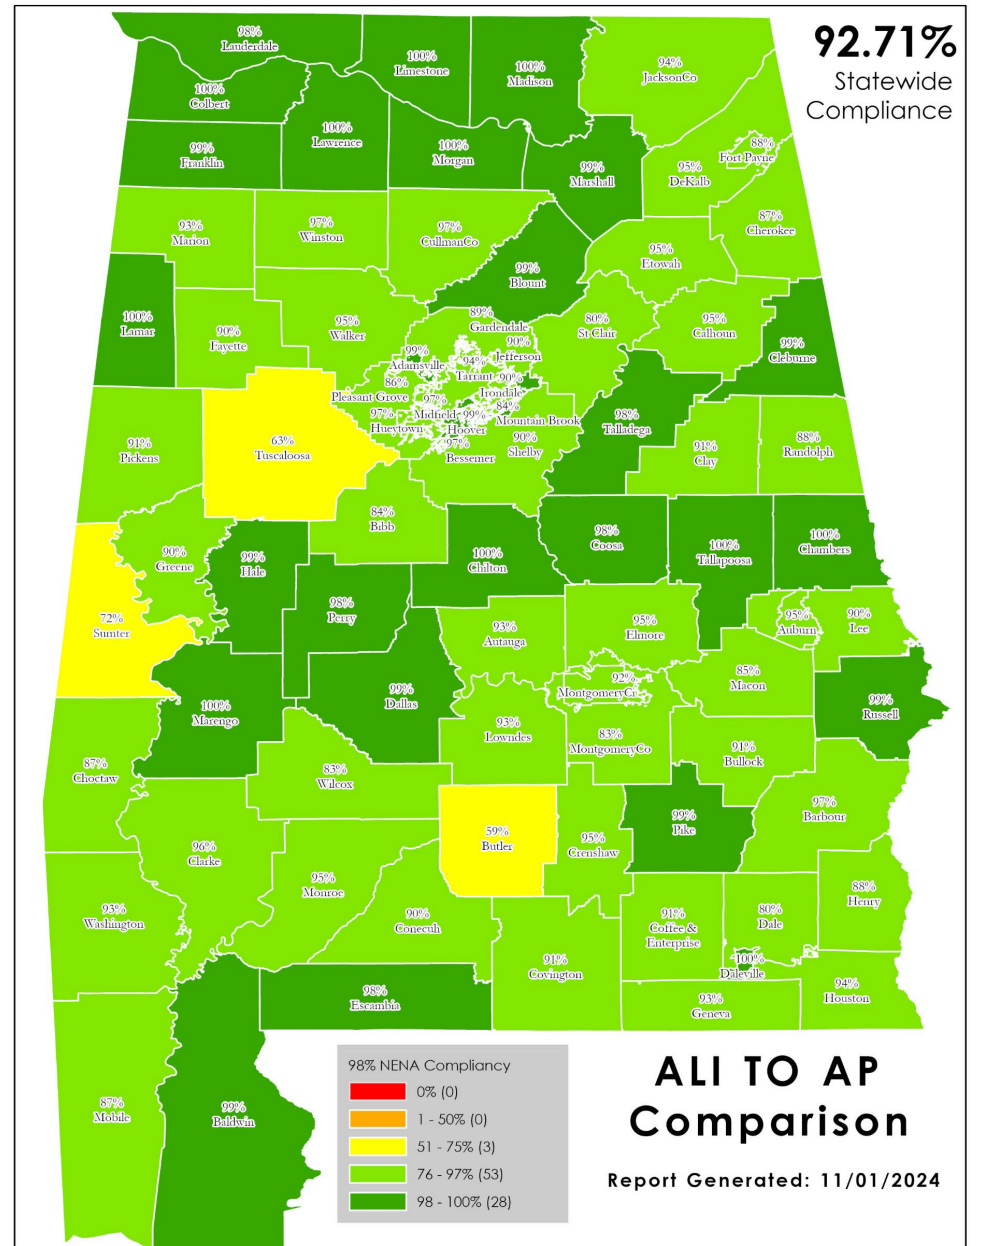 92.71%
Statewide
Compliance
98%
Lauderdale
100%
Limestone
100%
Madison
94%
JacksonCo
100%
Colbert
100%
Lawrence
99%
Franklin
100%
Morgan
99%
Marshall
95%
DeKalb
88%
Fort Payne
93%
Marion
97%
Winston
97%
CullmanCo
87%
Cherokee
95%
Etowah
99%
Blount
100%
Lamar
90%
Fayette
95%
Walker
89%
Gardendale
90%
Jefferson
80%
St Clair
95%
Calhoun
99%
Cleburne
99%
Adamsville
94%
Tarrant
90%
Irondale
86%
Pleasant Grove
97%
Midfield
84%
Mountain Brook
97%
Hueytown
99%
Hoover
97%
Bessemer
90%
Shelby
98%
Talladega
91%
Pickens
63%
Tuscaloosa
91%
Clay
88%
Randolph
84%
Bibb
90%
Greene
99%
Hale
100%
Chilton
98%
Coosa
100%
Tallapoosa
100%
Chambers
72%
Sumter
98%
Perry
93%
Autauga
95%
Elmore
95%
Auburn
90%
Lee
85%
Macon
92%
MontgomeryCi
99%
Russell
100%
Marengo
99%
Dallas
93%
Lowndes
83%
MontgomeryCo
91%
Bullock
87%
Choctaw
83%
Wilcox
97%
Barbour
59%
Butler
95%
Crenshaw
99%
Pike
96%
Clarke
95%
Monroe
88%
Henry
93%
Washington
90%
Conecuh
91%
Coffee &
Enterprise
80%
Dale
91%
Covington
100%
Daleville
98%
Escambia
93%
Geneva
94%
Houston
87%
Mobile
99%
Baldwin
98% NENA Compliancy
0% (0)
1 - 50% (0)
51 - 75% (3)
76 - 97% (53)
98 - 100% (28)
ALI TO AP
Comparison
Report Generated: 11/01/2024